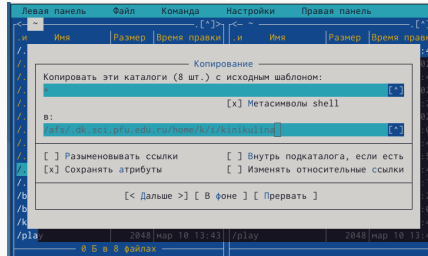 Левая панель Файл Команда Настройки Правая панель
<─ ~ .[^]> <─ ~
.и Имя Размер Время правки .и Имя Размер Время прав
Копирование
Копировать эти каталоги (8 шт.) с исходным шаблоном:
* [^]
[x] Метасимволы shell
в:
/afs/.dk.sci.pfu.edu.ru/home/k/i/kinikulina [^]
[ ] Разыменовывать ссылки [ ] Внутрь подкаталога, если есть
[x] Сохранять атрибуты [ ] Изменять относительные ссылки
[< Дальше >] [ В фоне ] [ Прервать ]
/play 2048 мар 10 13:43 /play 2048 мар 10 13:
0 Б в 8 файлах